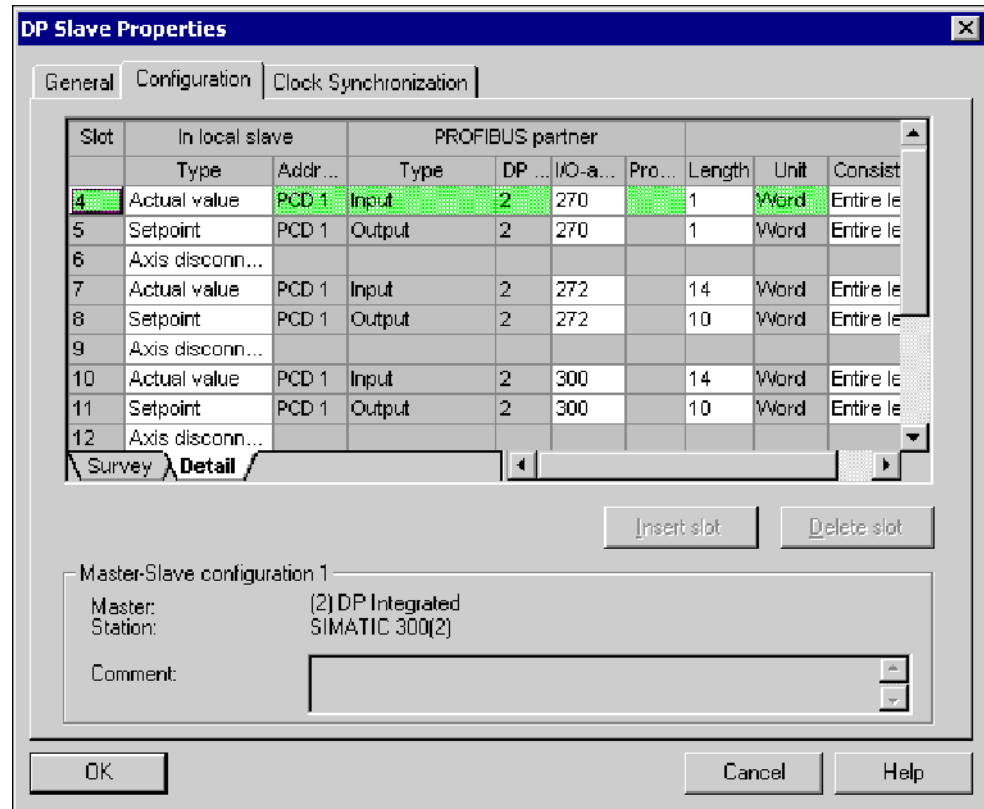 DP Slave Properties
General Configuration Clock Synchronization
Slot In local slave PROFIBUS partner
Type Addr... Type DP ... I/O-a... Pro... Length Unit Consist
4 Actual value PCD 1 Input 2 270 1 Word Entire le
5 Setpoint PCD 1 Output 2 270 1 Word Entire le
6 Axis disconn...
7 Actual value PCD 1 Input 2 272 14 Word Entire le
8 Setpoint PCD 1 Output 2 272 10 Word Entire le
9 Axis disconn...
10 Actual value PCD 1 Input 2 300 14 Word Entire le
11 Setpoint PCD 1 Output 2 300 10 Word Entire le
12 Axis disconn...
Survey Detail
Insert slot Delete slot
Master-Slave configuration 1
Master: (2) DP Integrated
Station: SIMATIC 300(2)
Comment:
OK Cancel Help